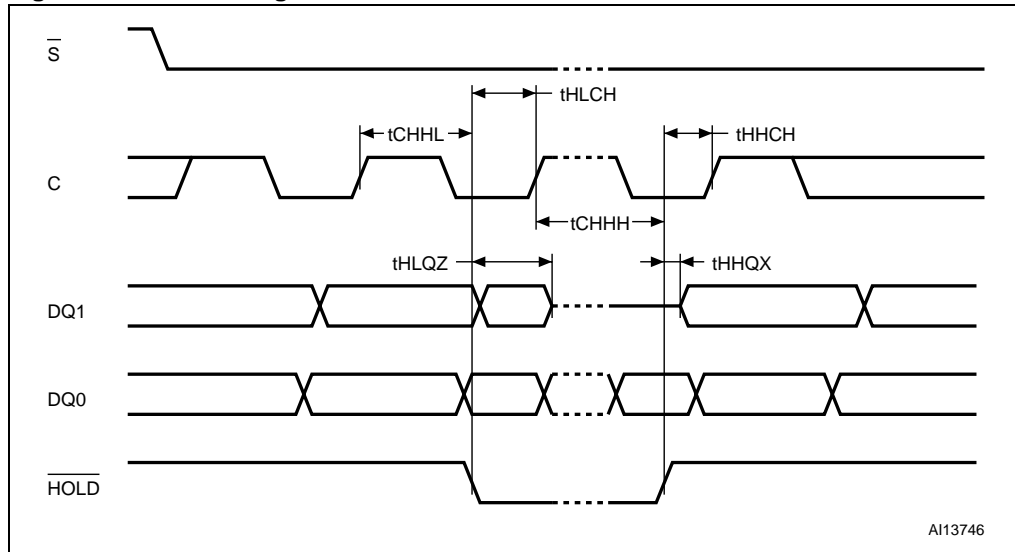 S
tHLCH
tCHHL
tHHCH
C
tCHHH
tHLQZ
tHHQX
DQ1
DQ0
HOLD
AI13746